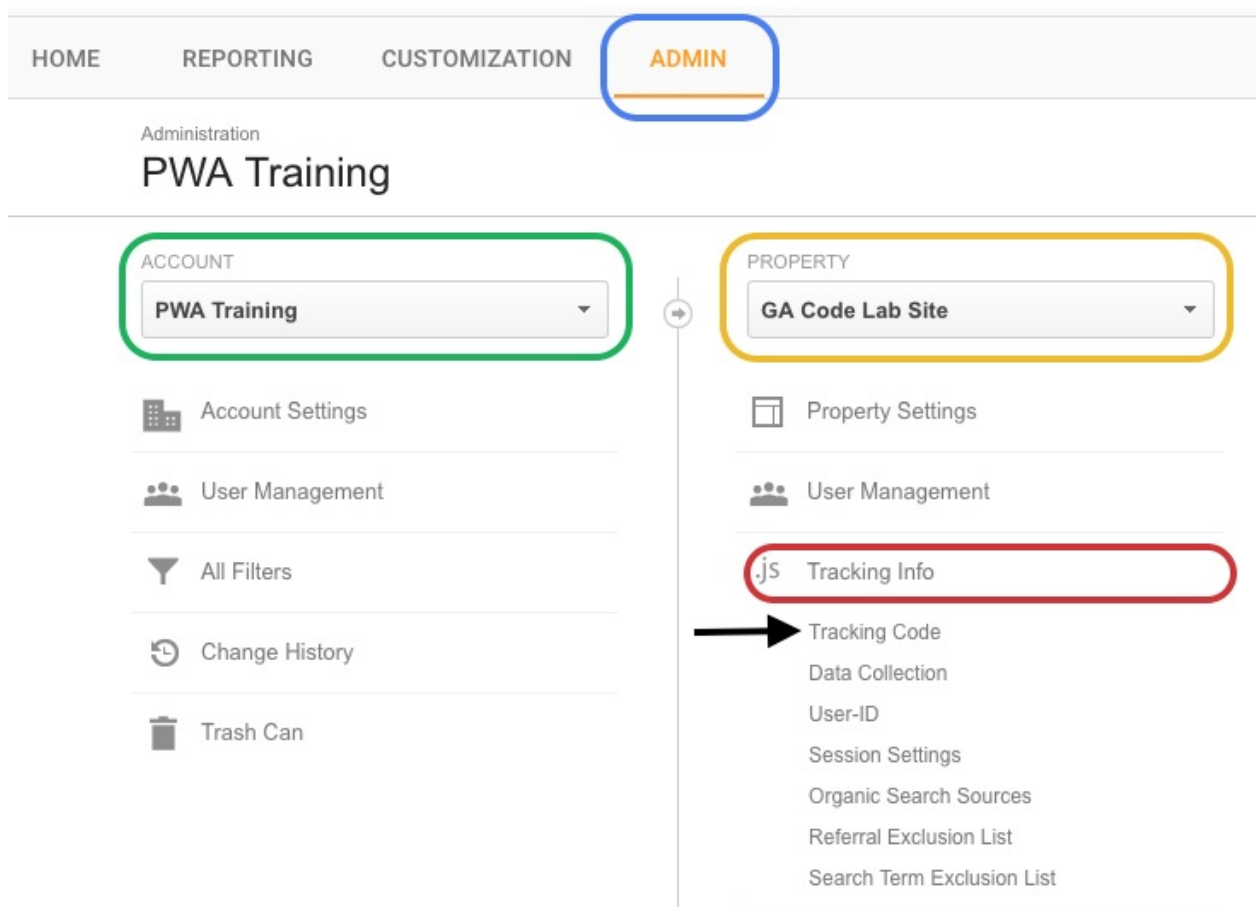 HOME REPORTING CUSTOMIZATION ADMIN
Administration
PWA Training
ACCOUNT
PWA Training
Account Settings
User Management
All Filters
Change History
Trash Can
PROPERTY
GA Code Lab Site
Property Settings
User Management
.js Tracking Info
Tracking Code
Data Collection
User-ID
Session Settings
Organic Search Sources
Referral Exclusion List
Search Term Exclusion List